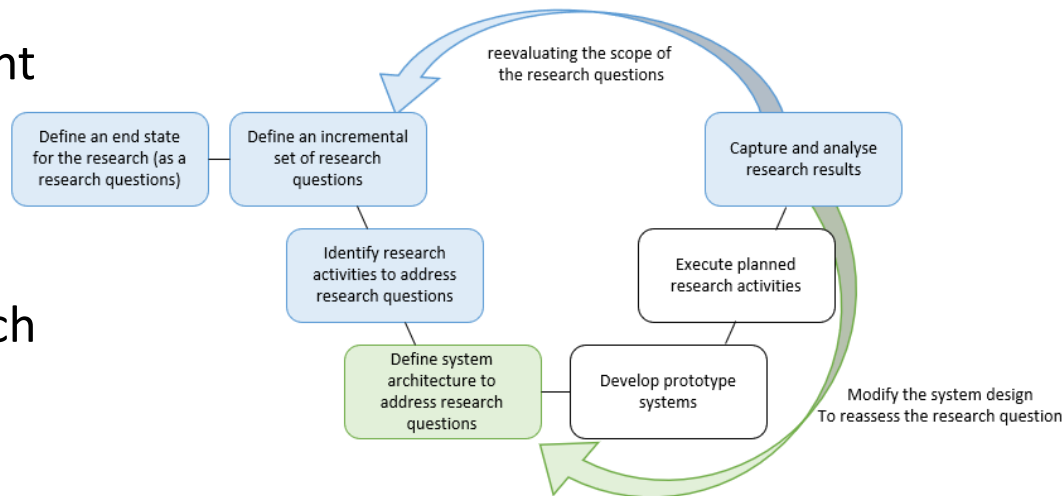 nt
reevaluating the scope of
the research questions
Define an end state
for the research (as a
research questions)
Define an incremental
set of research
questions
Capture and analyse
research results
Identify research
activities to address
research questions
Execute planned
research activities
ch
Define system
architecture to
address research
questions
Develop prototype
systems
Modify the system design
To reassess the research question